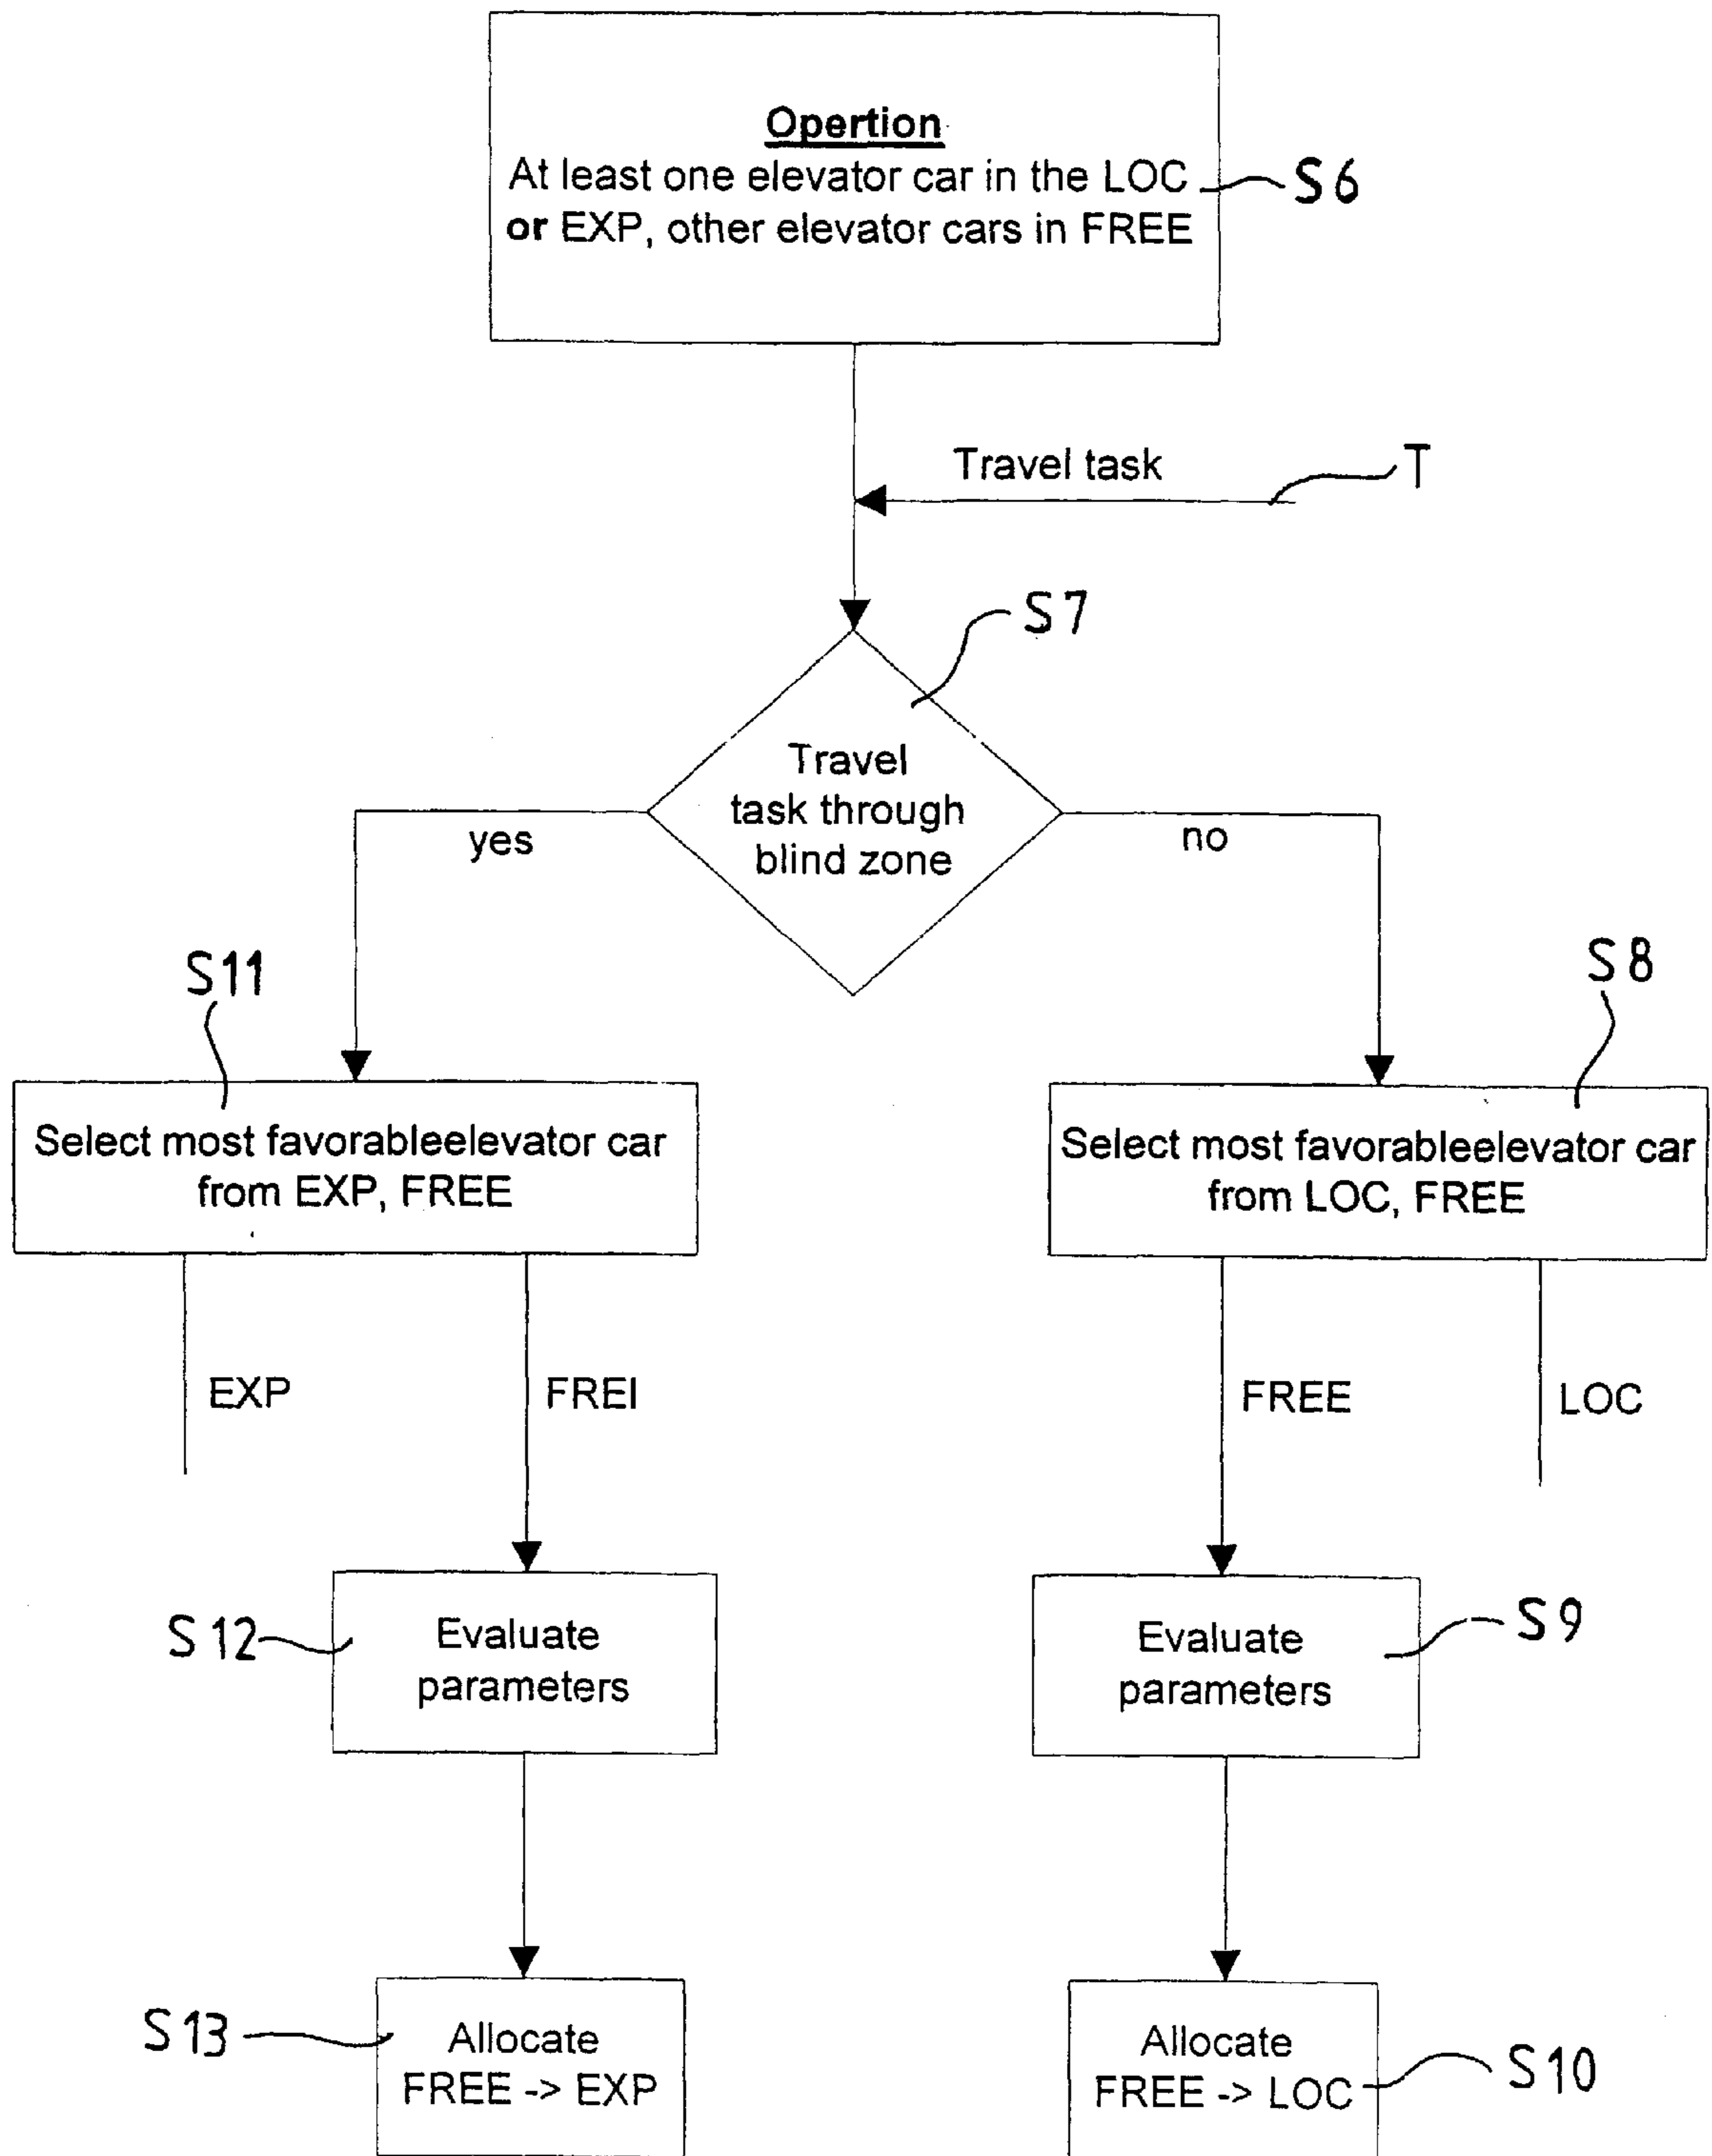 Opertion
At least one elevator car in the LOC
or EXP, other elevator cars in FREE
S6
Travel task
T
S7
Travel
task through
blind zone
yes
no
S11
S8
Select most favorableelevator car
from EXP, FREE
Select most favorableelevator car
from LOC, FREE
EXP
FREI
FREE
LOC
S12
Evaluate
parameters
Evaluate
parameters
S9
S13
Allocate
FREE -> EXP
Allocate
FREE -> LOC
S10